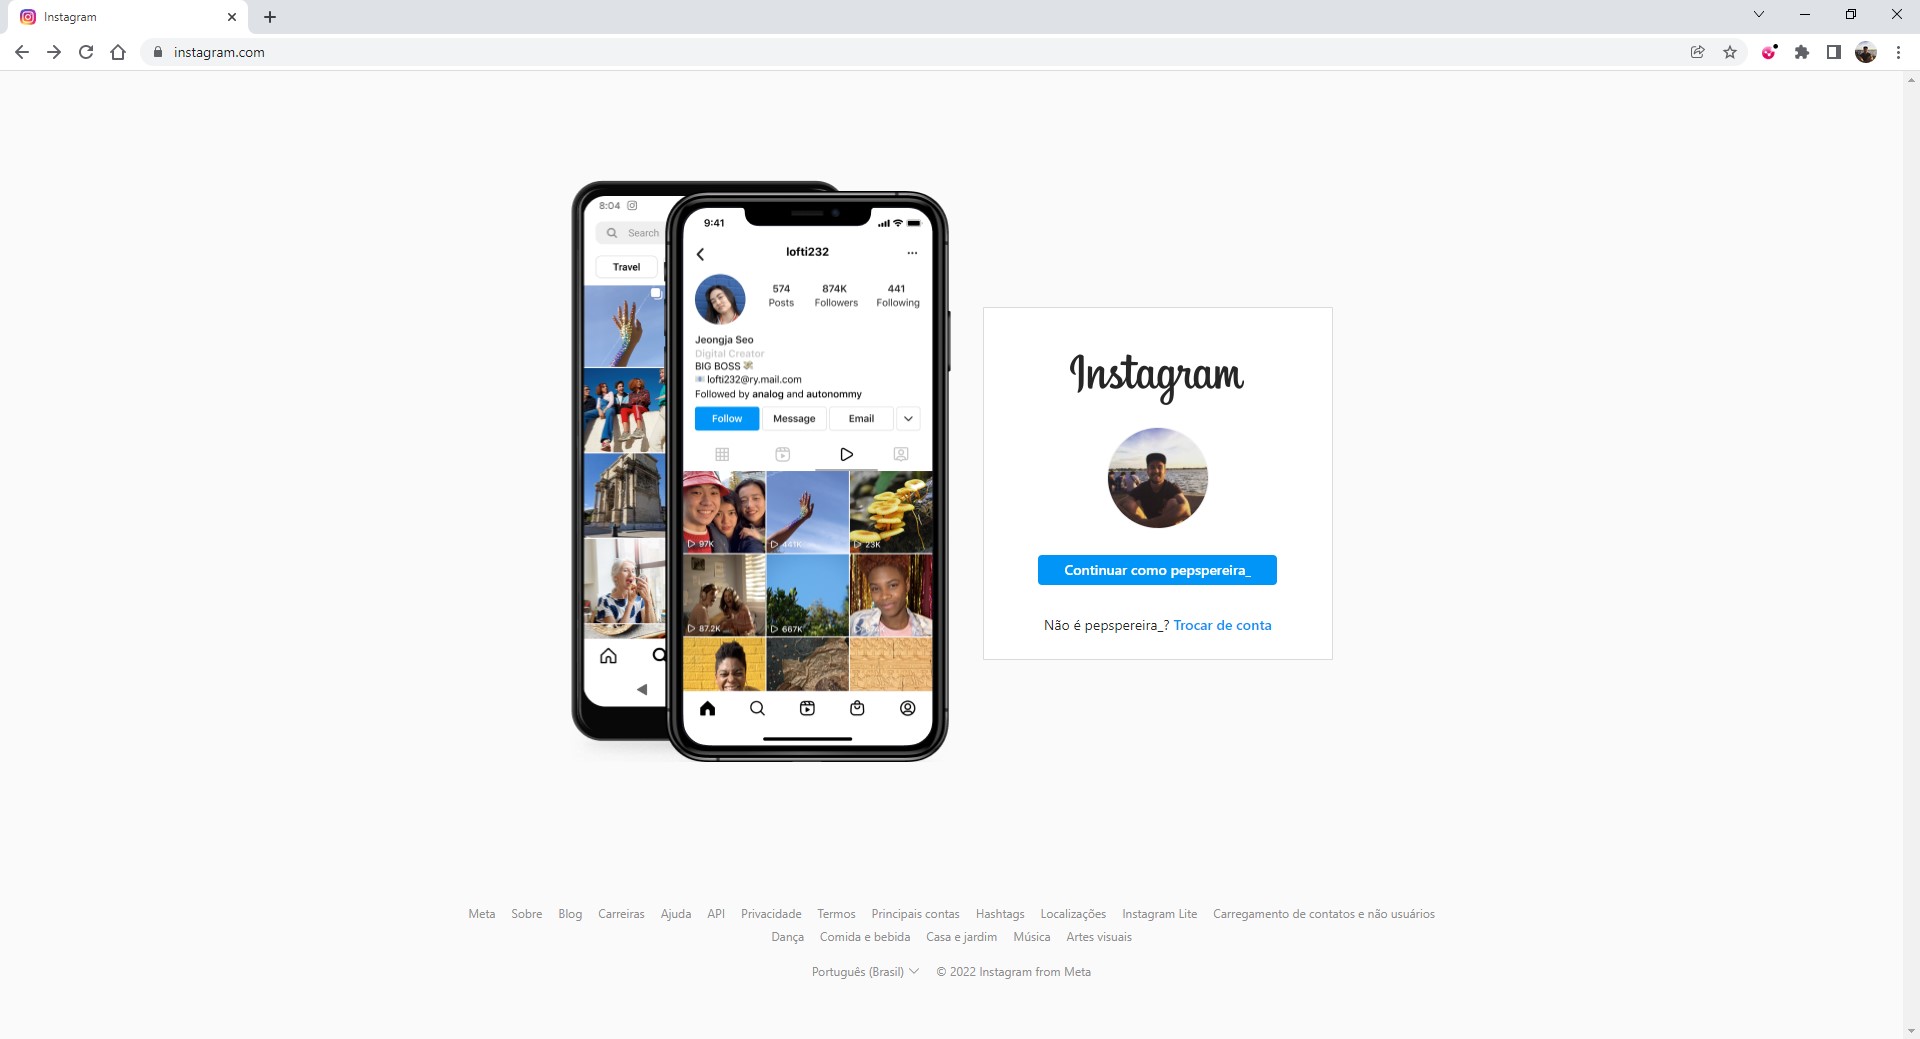 Instagram
instagram.com
8:04
Search
Travel
9:41
lofti232
574 874K 441
Posts Followers Following
Jeongja Seo
Digital Creator
BIG BOSS
lofti232@ry.mail.com
Followed by analog and autonommy
Follow Message Email
97K 441K 23K
87.2K 667K
Instagram
Continuar como pepspereira_
Não é pepspereira_? Trocar de conta
Meta Sobre Blog Carreiras Ajuda API Privacidade Termos Principais contas Hashtags Localizações Instagram Lite Carregamento de contatos e não usuários
Dança Comida e bebida Casa e jardim Música Artes visuais
Português (Brasil) © 2022 Instagram from Meta